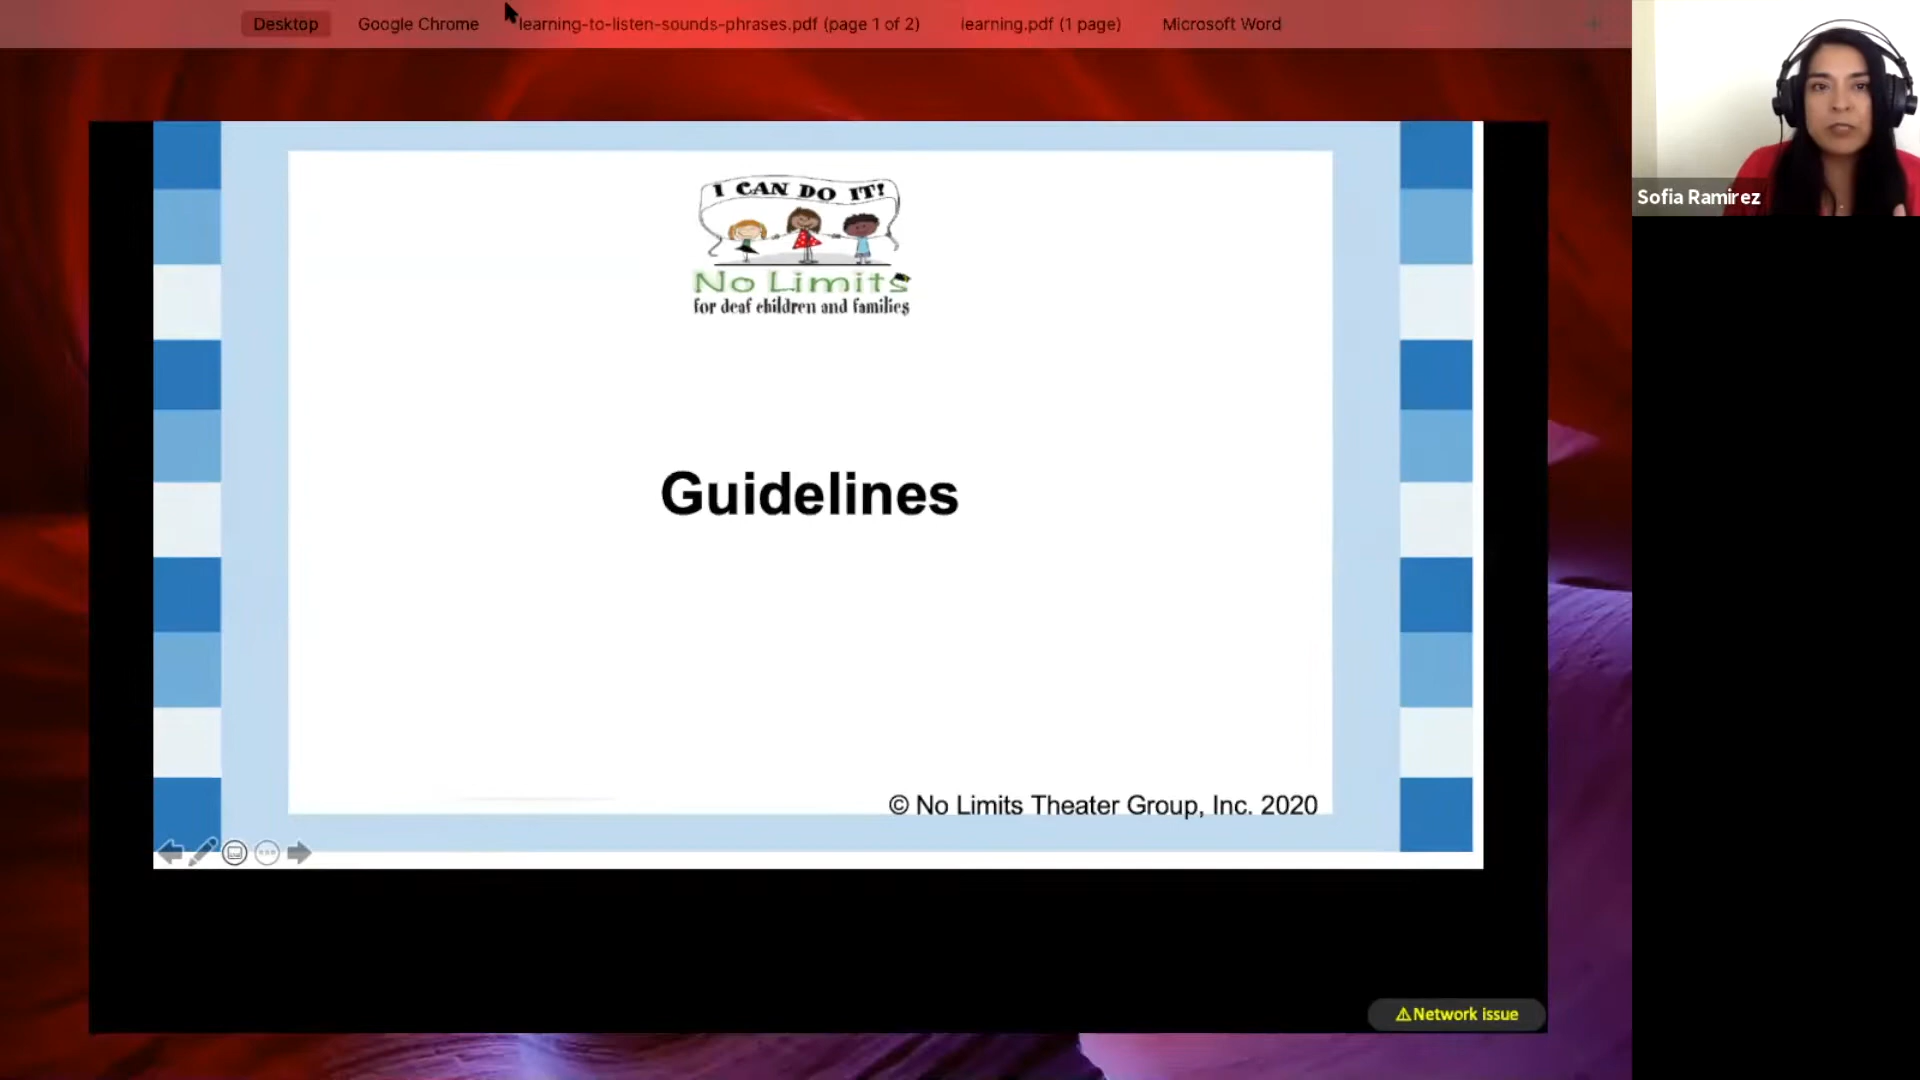 Desktop
Google Chrome
learning-to-listen-sounds-phrases.pdf (page 1 of 2)
learning.pdf (1 page)
Microsoft Word
Sofia Ramirez
I CAN DO IT!
No Limits
for deaf children and families
Guidelines
© No Limits Theater Group, Inc. 2020
⚠Network issue